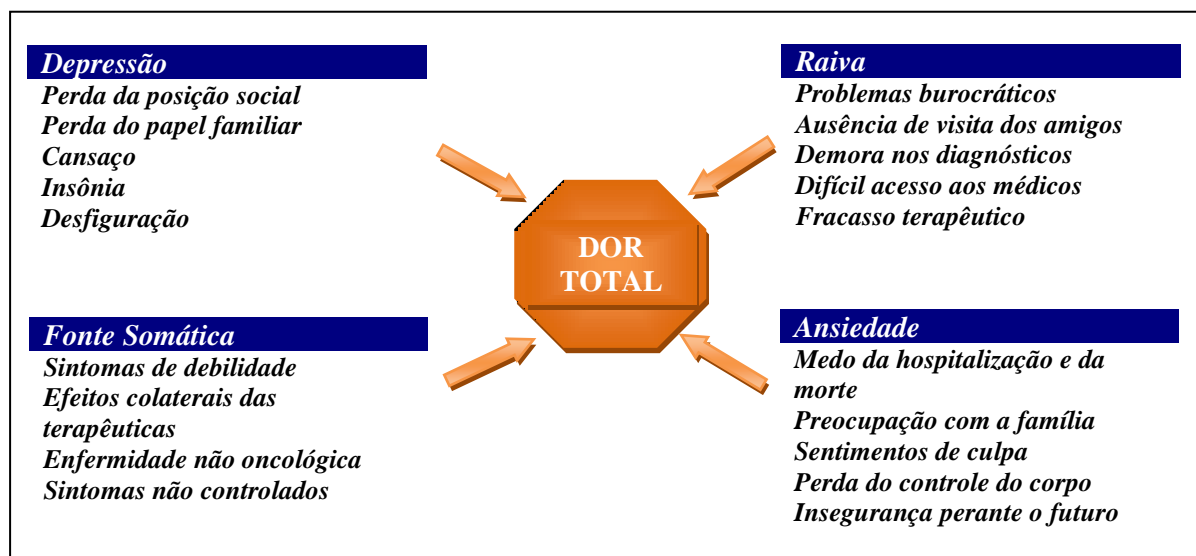 Depressão
Perda da posição social
Perda do papel familiar
Cansaço
Insônia
Desfiguração
Raiva
Problemas burocráticos
Ausência de visita dos amigos
Demora nos diagnósticos
Difícil acesso aos médicos
Fracasso terapêutico
DOR
TOTAL
Fonte Somática
Sintomas de debilidade
Efeitos colaterais das
terapêuticas
Enfermidade não oncológica
Sintomas não controlados
Ansiedade
Medo da hospitalização e da
morte
Preocupação com a família
Sentimentos de culpa
Perda do controle do corpo
Insegurança perante o futuro